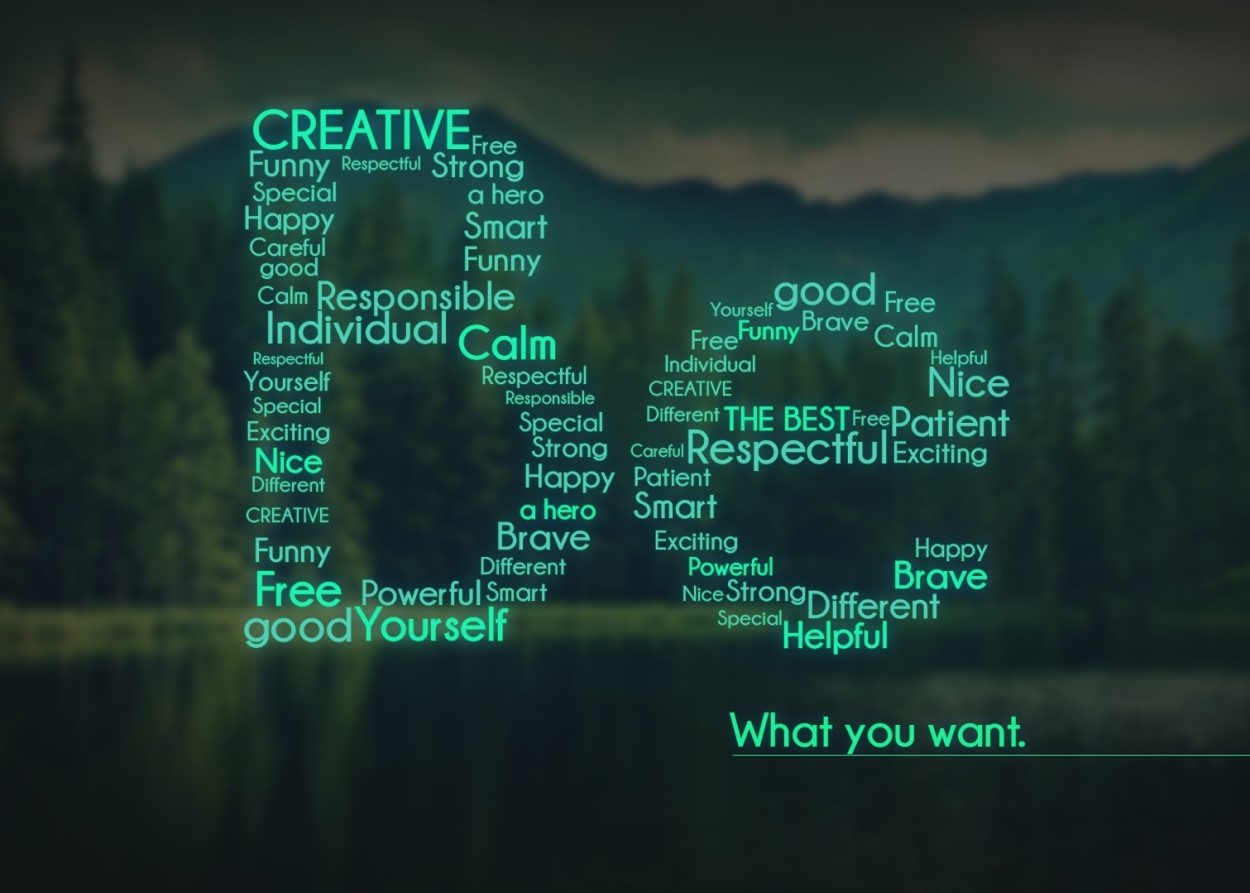 CREATIVE Free
Funny Respectful Strong
Special a hero
Happy Smart
Careful Funny
good
Calm Responsible
Individual Calm
Respectful Respectful
Yourself Responsible
Special Special
Exciting Strong
Nice Happy
Different
CREATIVE a hero
Funny Brave
Different
Free Powerful Smart
good Yourself
good Free
Yourself Brave
Free Funny Calm
Individual Helpful
CREATIVE Nice
Different THE BEST Free Patient
Careful Respectful Exciting
Patient
Smart
Exciting Happy
Powerful Brave
Nice Strong Different
Special Helpful
What you want.